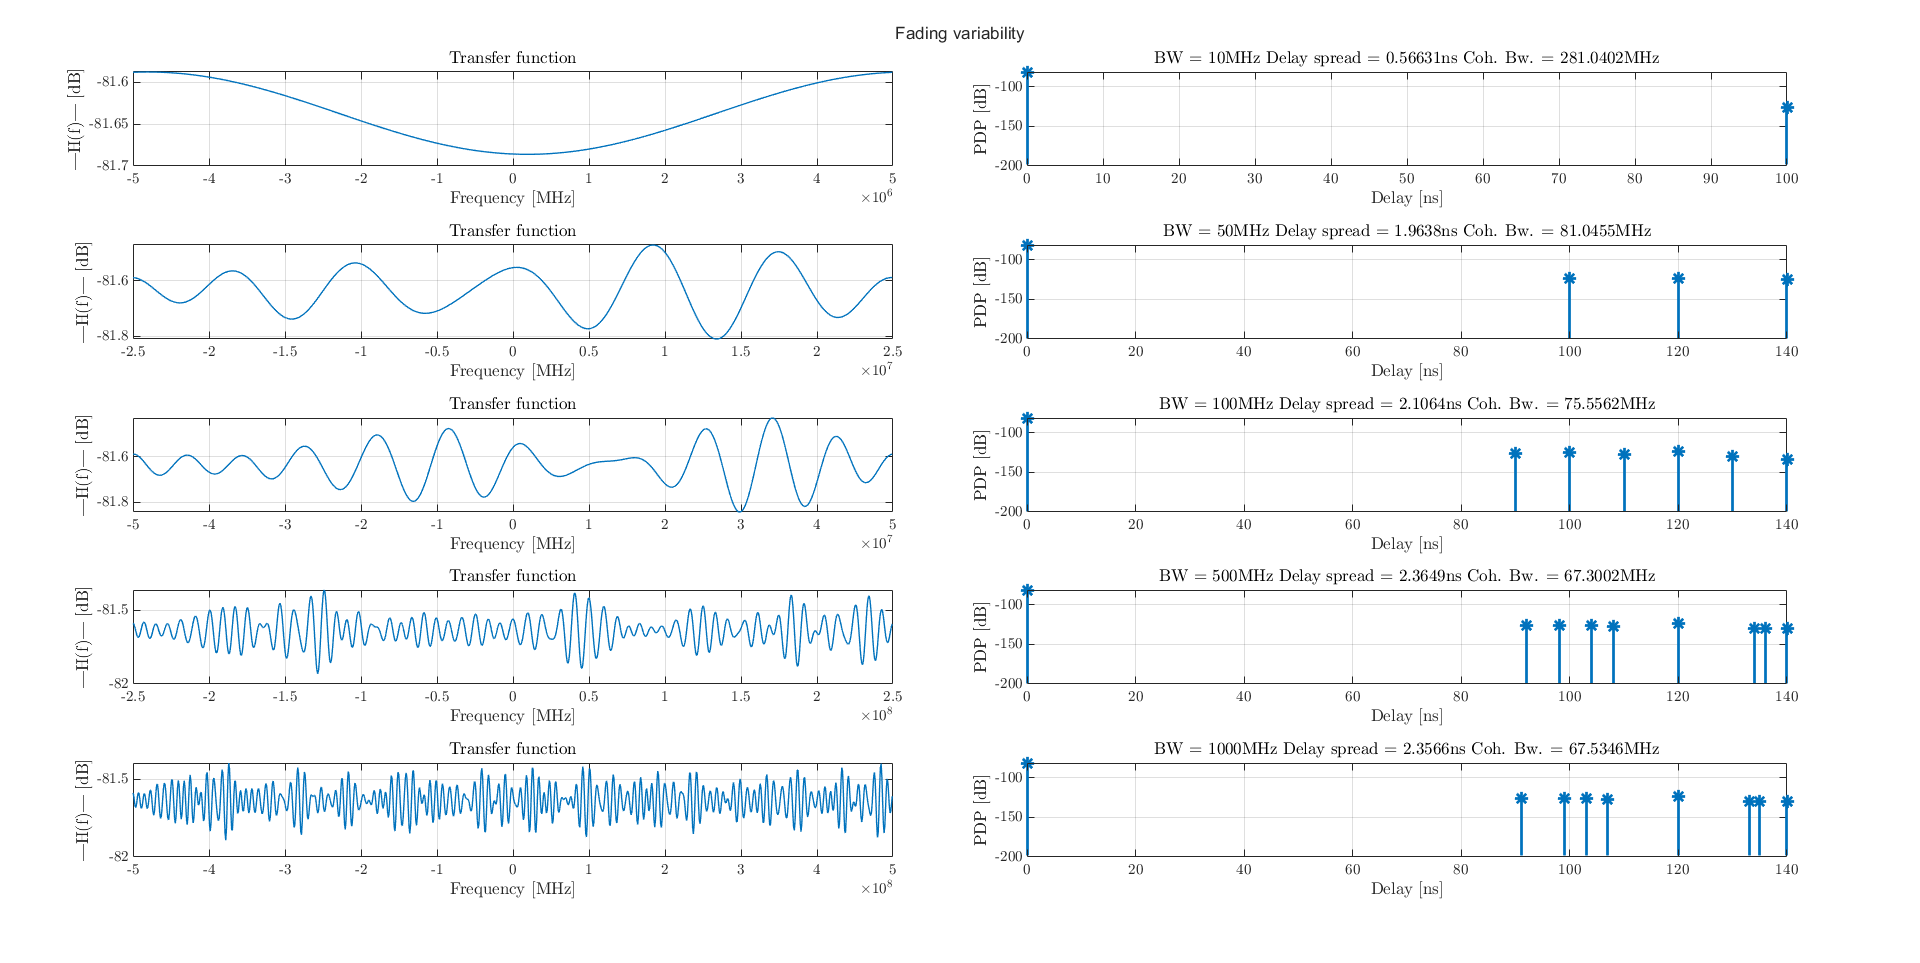 Fading variability
Transfer function
—H(f)— [dB]
-81.6
-81.65
-81.7
-5 -4 -3 -2 -1 0 1 2 3 4 5
Frequency [MHz]
×10^6
BW = 10MHz Delay spread = 0.56631ns Coh. Bw. = 281.0402MHz
PDP [dB]
-100
-150
-200
0 10 20 30 40 50 60 70 80 90 100
Delay [ns]
Transfer function
—H(f)— [dB]
-81.6
-81.8
-2.5 -2 -1.5 -1 -0.5 0 0.5 1 1.5 2 2.5
Frequency [MHz]
×10^7
BW = 50MHz Delay spread = 1.9638ns Coh. Bw. = 81.0455MHz
PDP [dB]
-100
-150
-200
0 20 40 60 80 100 120 140
Delay [ns]
Transfer function
—H(f)— [dB]
-81.6
-81.8
-5 -4 -3 -2 -1 0 1 2 3 4 5
Frequency [MHz]
×10^7
BW = 100MHz Delay spread = 2.1064ns Coh. Bw. = 75.5562MHz
PDP [dB]
-100
-150
-200
0 20 40 60 80 100 120 140
Delay [ns]
Transfer function
—H(f)— [dB]
-81.5
-82
-2.5 -2 -1.5 -1 -0.5 0 0.5 1 1.5 2 2.5
Frequency [MHz]
×10^8
BW = 500MHz Delay spread = 2.3649ns Coh. Bw. = 67.3002MHz
PDP [dB]
-100
-150
-200
0 20 40 60 80 100 120 140
Delay [ns]
Transfer function
—H(f)— [dB]
-81.5
-82
-5 -4 -3 -2 -1 0 1 2 3 4 5
Frequency [MHz]
×10^8
BW = 1000MHz Delay spread = 2.3566ns Coh. Bw. = 67.5346MHz
PDP [dB]
-100
-150
-200
0 20 40 60 80 100 120 140
Delay [ns]